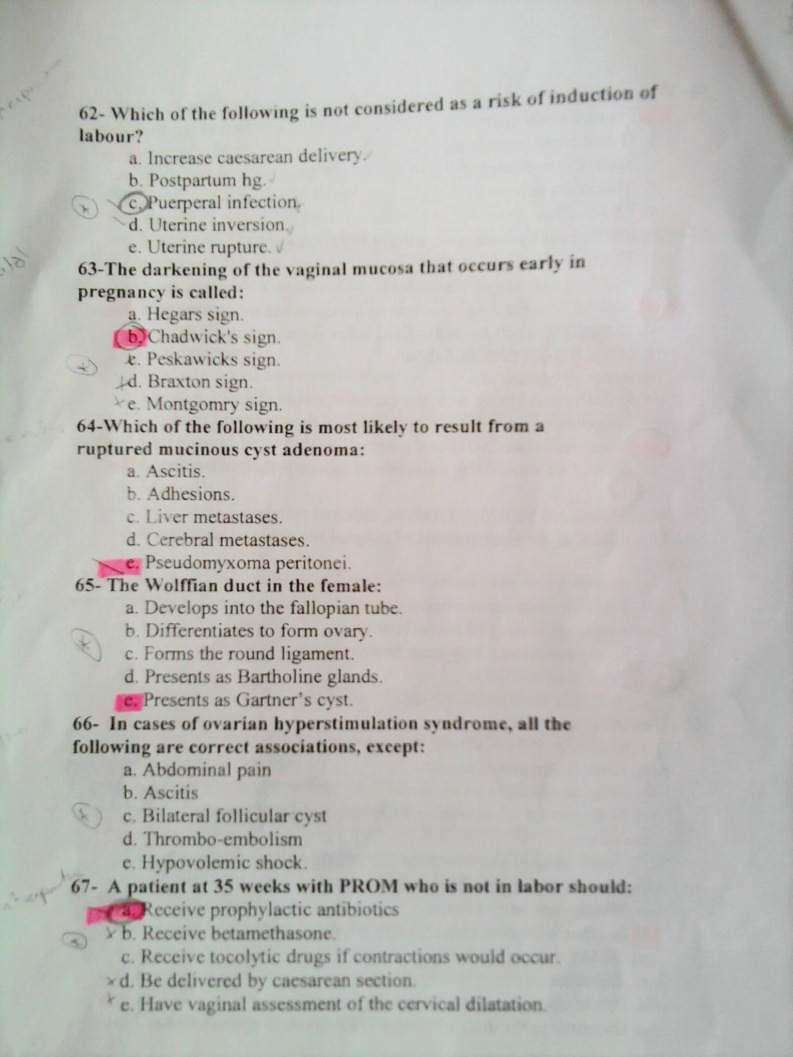 62- Which of the following is not considered as a risk of induction of
labour?
a. Increase caesarean delivery.
b. Postpartum hg.
c. Puerperal infection.
d. Uterine inversion.
e. Uterine rupture.
63-The darkening of the vaginal mucosa that occurs early in
pregnancy is called:
a. Hegars sign.
b. Chadwick's sign.
c. Peskawicks sign.
d. Braxton sign.
e. Montgomry sign.
64-Which of the following is most likely to result from a
ruptured mucinous cyst adenoma:
a. Ascitis.
b. Adhesions.
c. Liver metastases.
d. Cerebral metastases.
e. Pseudomyxoma peritonei.
65- The Wolffian duct in the female:
a. Develops into the fallopian tube.
b. Differentiates to form ovary.
c. Forms the round ligament.
d. Presents as Bartholine glands.
e. Presents as Gartner's cyst.
66- In cases of ovarian hyperstimulation syndrome, all the
following are correct associations, except:
a. Abdominal pain
b. Ascitis
c. Bilateral follicular cyst
d. Thrombo-embolism
e. Hypovolemic shock.
67- A patient at 35 weeks with PROM who is not in labor should:
a. Receive prophylactic antibiotics
b. Receive betamethasone.
c. Receive tocolytic drugs if contractions would occur.
d. Be delivered by caesarean section.
e. Have vaginal assessment of the cervical dilatation.